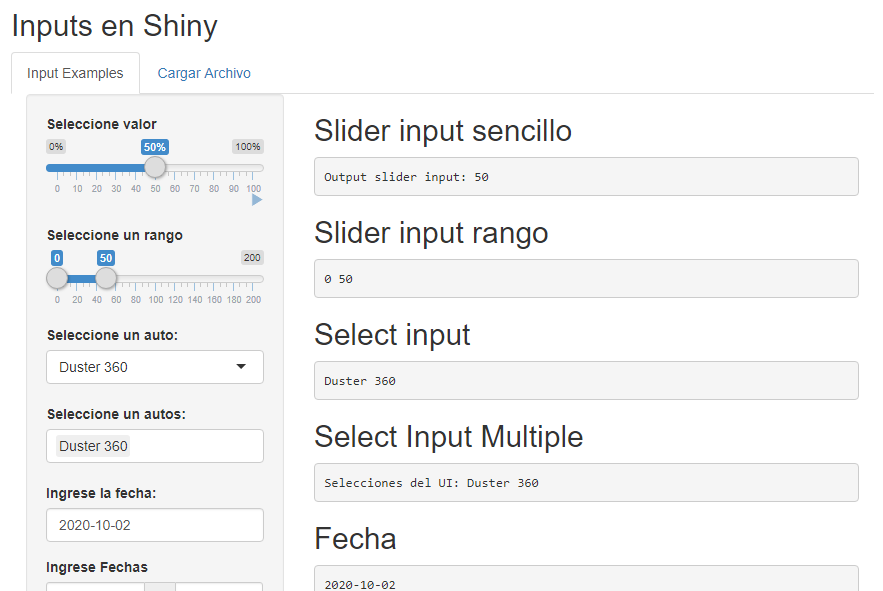 Inputs en Shiny
Input Examples
Cargar Archivo
Seleccione valor
0% 50% 100%
0 10 20 30 40 50 60 70 80 90 100
Seleccione un rango
0 50 200
0 20 40 60 80 100 120 140 160 180 200
Seleccione un auto:
Duster 360
Seleccione un autos:
Duster 360
Ingrese la fecha:
2020-10-02
Ingrese Fechas
Slider input sencillo
Output slider input: 50
Slider input rango
0 50
Select input
Duster 360
Select Input Multiple
Selecciones del UI: Duster 360
Fecha
2020-10-02